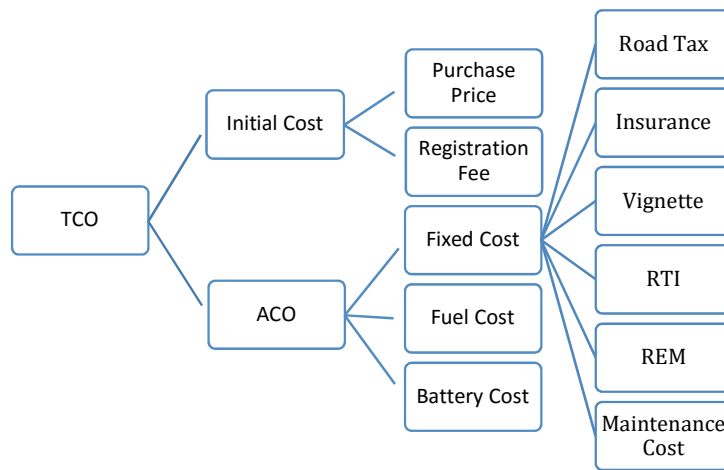 TCO
Initial Cost
Purchase
Price
Registration
Fee
ACO
Fixed Cost
Road Tax
Insurance
Vignette
RTI
REM
Maintenance
Cost
Fuel Cost
Battery Cost